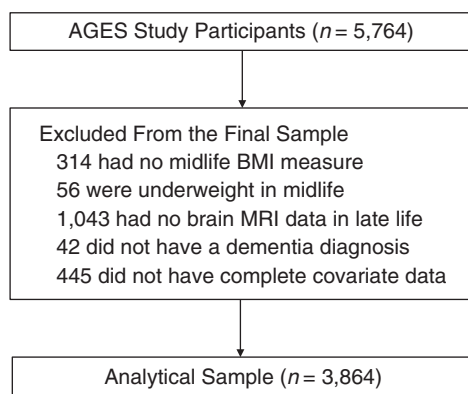 AGES Study Participants (n = 5,764)
Excluded From the Final Sample
314 had no midlife BMI measure
56 were underweight in midlife
1,043 had no brain MRI data in late life
42 did not have a dementia diagnosis
445 did not have complete covariate data
Analytical Sample (n = 3,864)